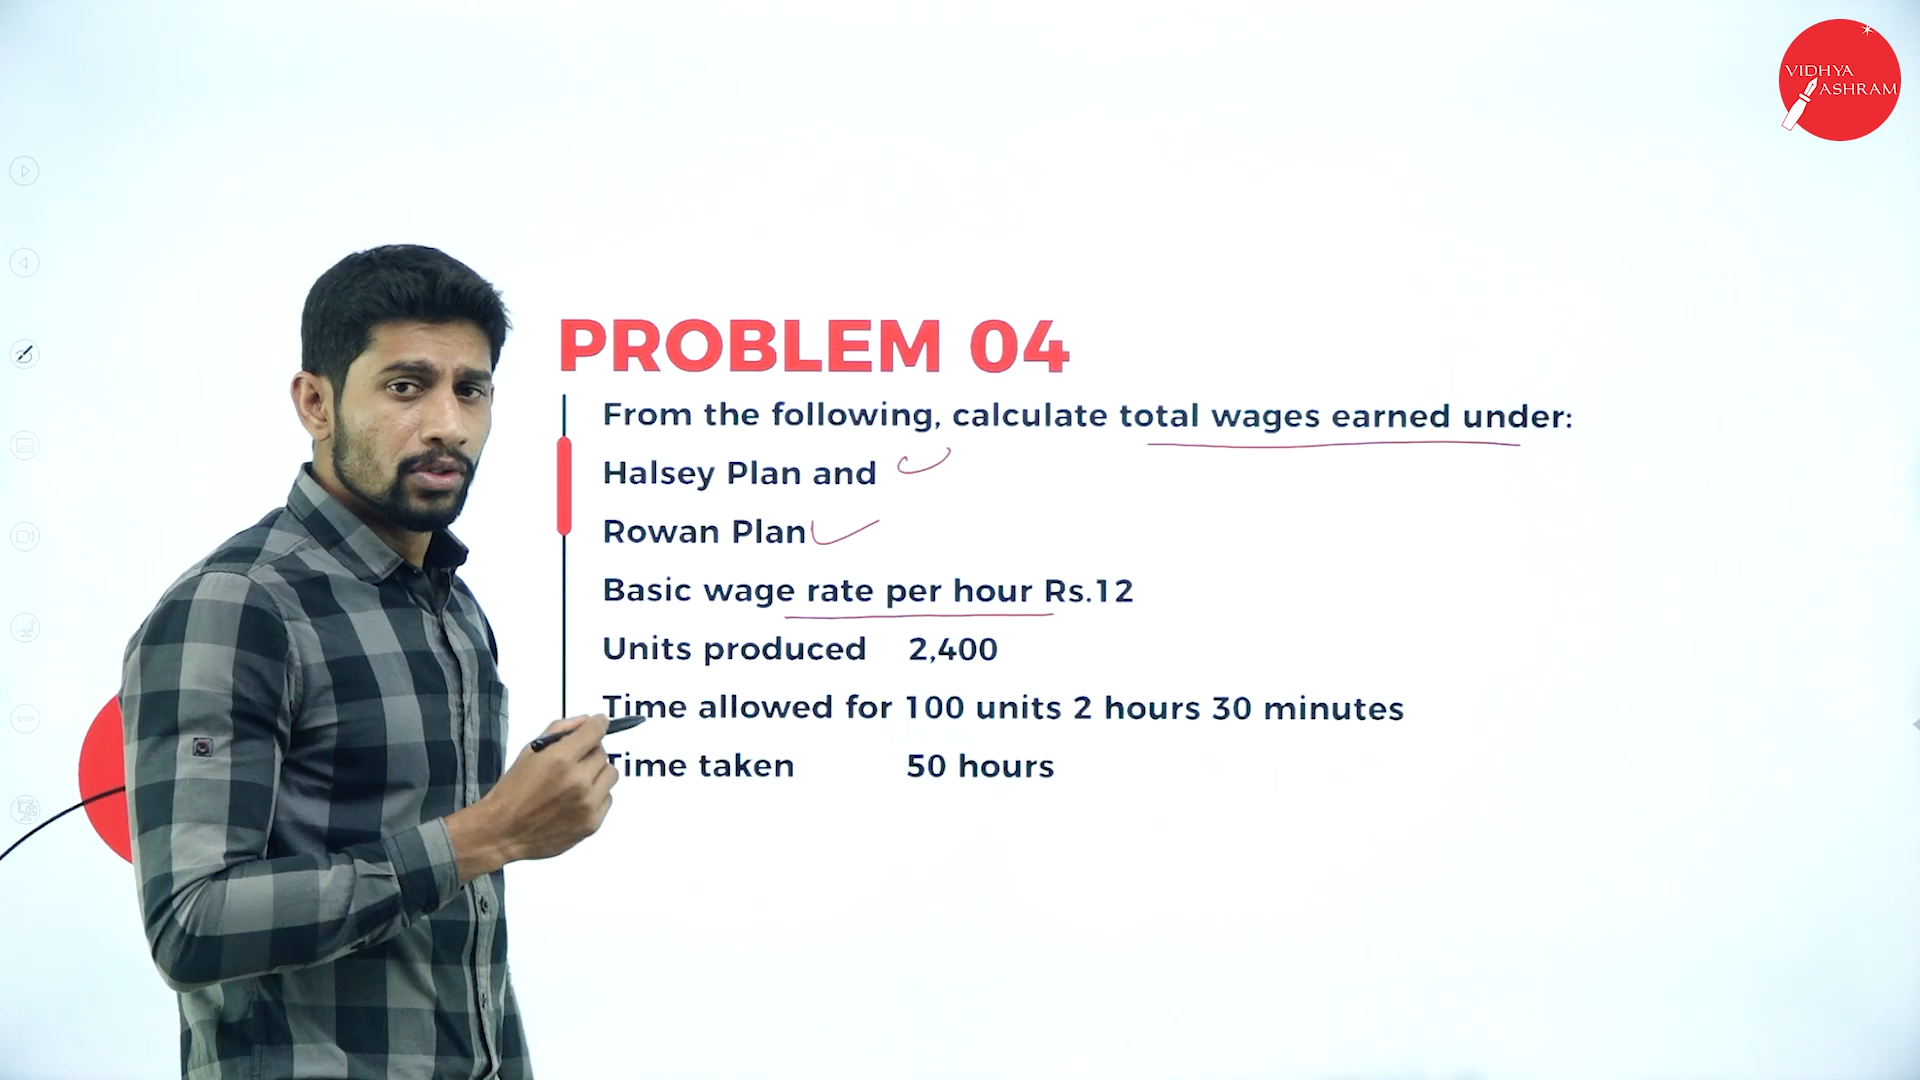 VIDHYA
ASHRAM
PROBLEM 04
From the following, calculate total wages earned under:
Halsey Plan and
Rowan Plan
Basic wage rate per hour Rs.12
Units produced 2,400
Time allowed for 100 units 2 hours 30 minutes
Time taken 50 hours